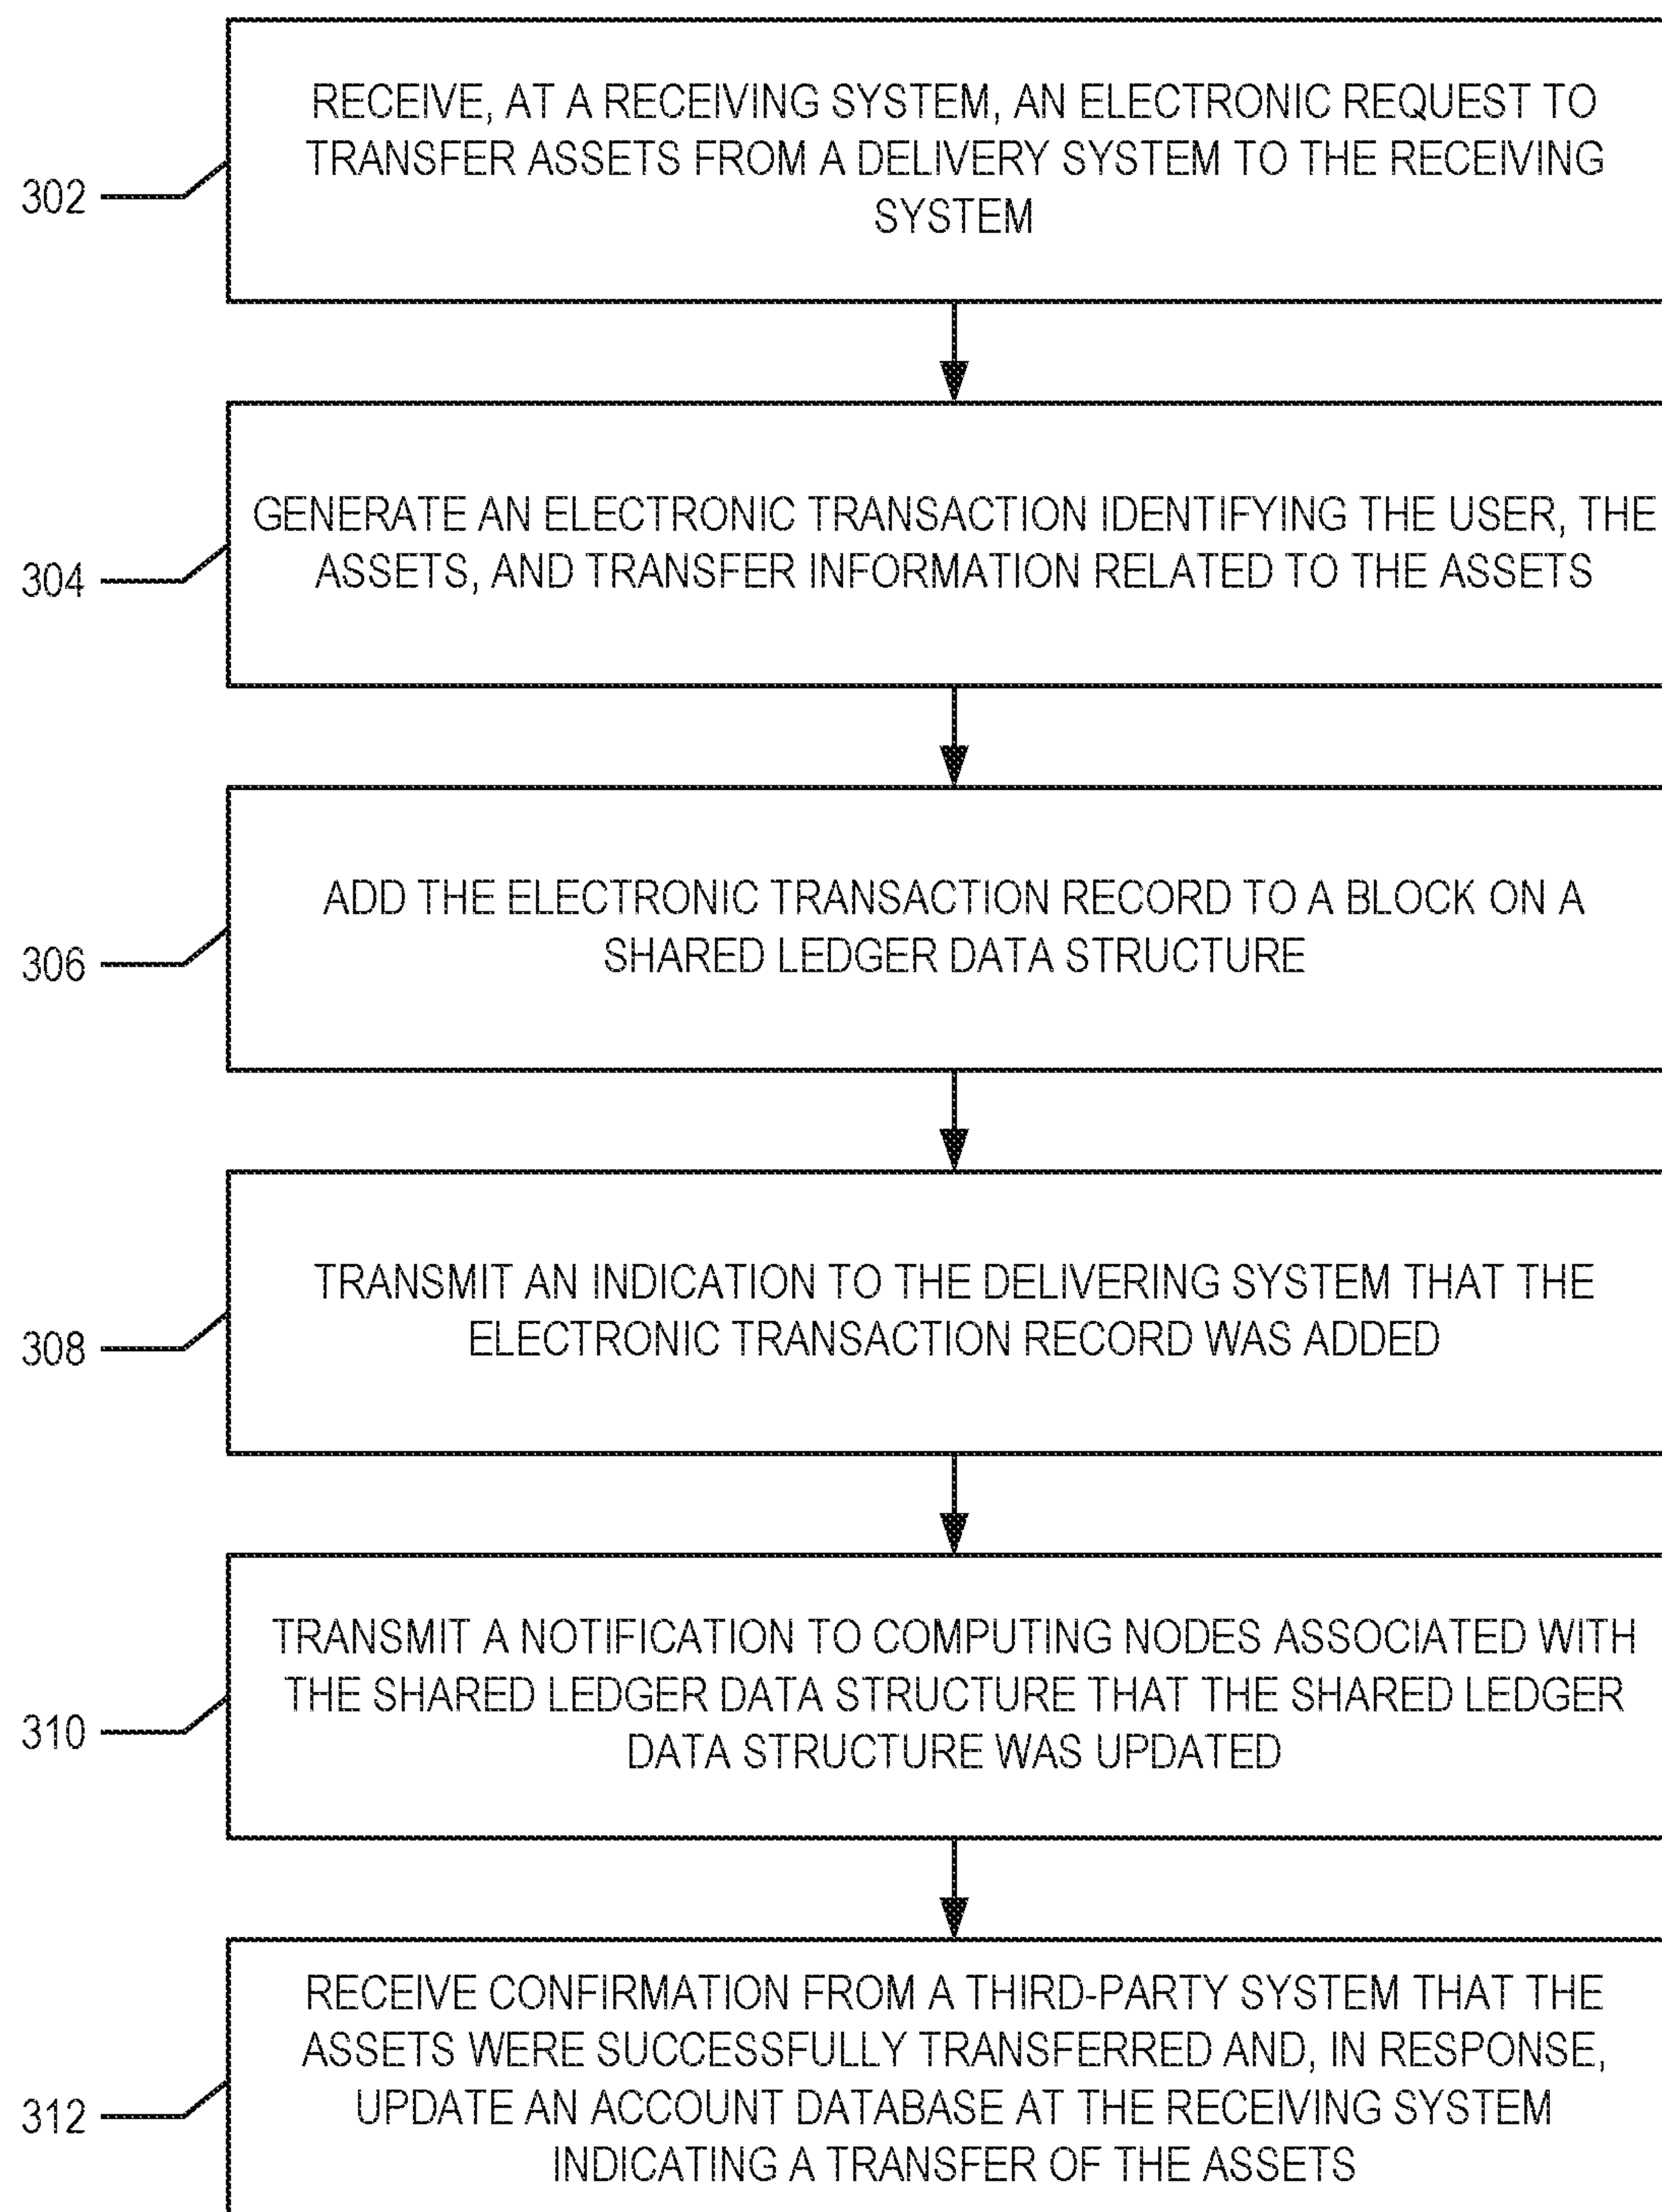 RECEIVE, AT A RECEIVING SYSTEM, AN ELECTRONIC REQUEST TO
TRANSFER ASSETS FROM A DELIVERY SYSTEM TO THE RECEIVING
SYSTEM
302
GENERATE AN ELECTRONIC TRANSACTION IDENTIFYING THE USER, THE
ASSETS, AND TRANSFER INFORMATION RELATED TO THE ASSETS
304
ADD THE ELECTRONIC TRANSACTION RECORD TO A BLOCK ON A
SHARED LEDGER DATA STRUCTURE
306
TRANSMIT AN INDICATION TO THE DELIVERING SYSTEM THAT THE
ELECTRONIC TRANSACTION RECORD WAS ADDED
308
TRANSMIT A NOTIFICATION TO COMPUTING NODES ASSOCIATED WITH
THE SHARED LEDGER DATA STRUCTURE THAT THE SHARED LEDGER
DATA STRUCTURE WAS UPDATED
310
RECEIVE CONFIRMATION FROM A THIRD-PARTY SYSTEM THAT THE
ASSETS WERE SUCCESSFULLY TRANSFERRED AND, IN RESPONSE,
UPDATE AN ACCOUNT DATABASE AT THE RECEIVING SYSTEM
INDICATING A TRANSFER OF THE ASSETS
312